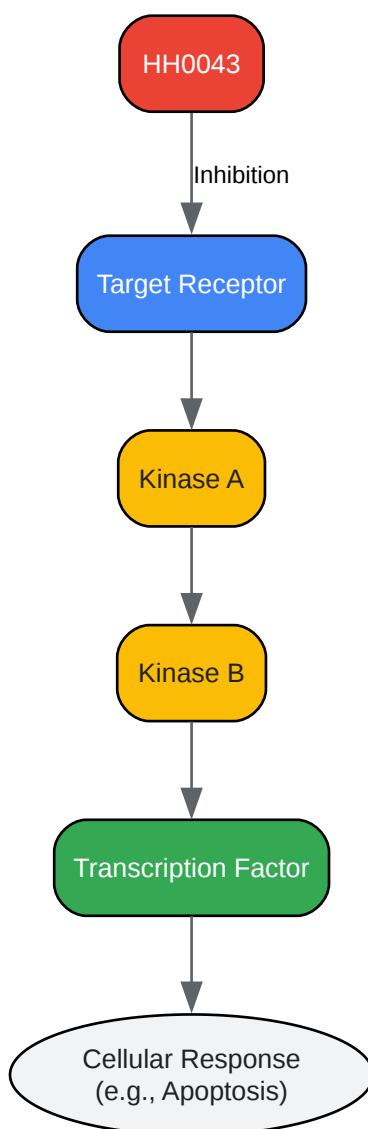 HH0043
Inhibition
Target Receptor
Kinase A
Kinase B
Transcription Factor
Cellular Response
(e.g., Apoptosis)